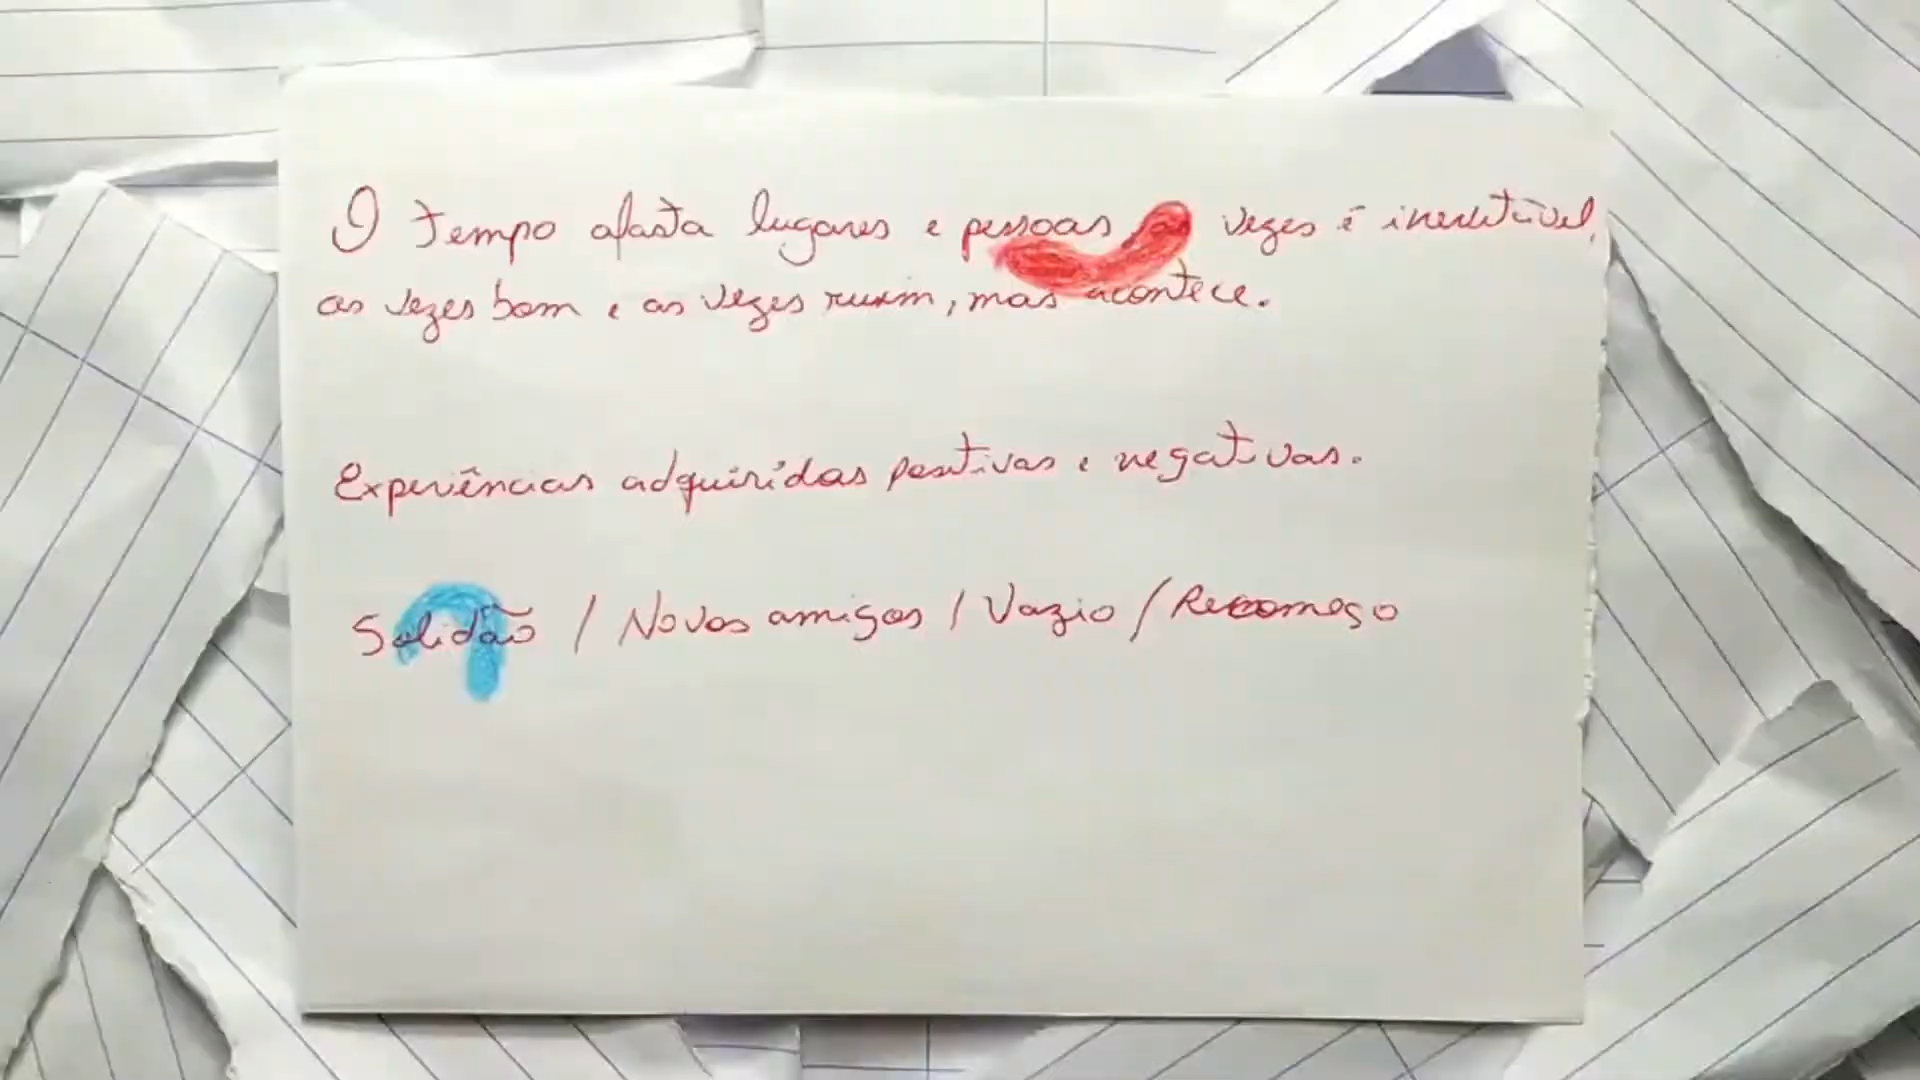 O tempo afasta lugares e pessoas as vezes é inevitável,
as vezes bom e as vezes ruim, mas acontece.
Experiências adquiridas positivas e negativas.
Solidão / Novos amigos / Vazio / Recomeço